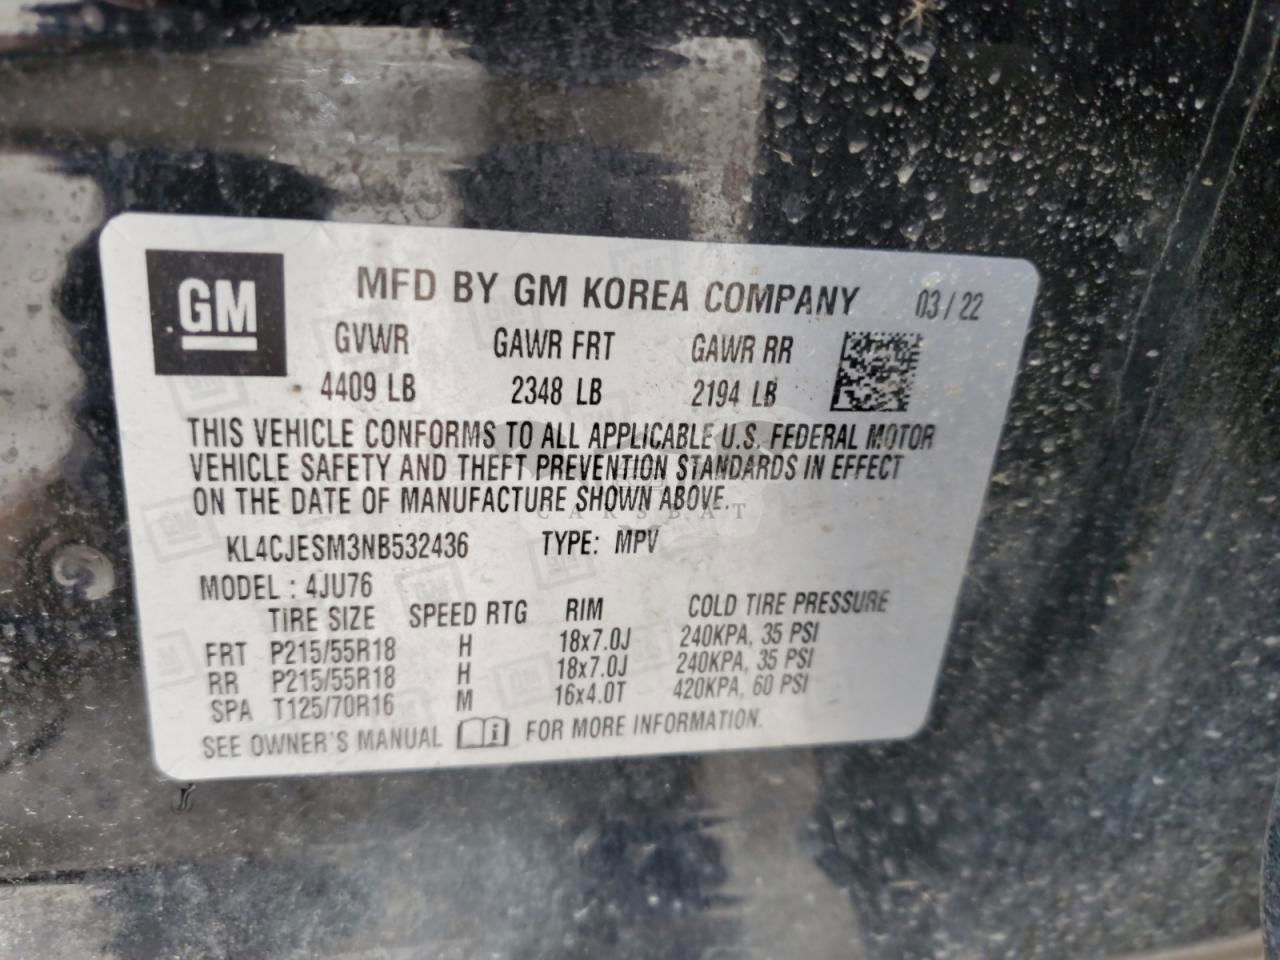 GM
MFD BY GM KOREA COMPANY 03/22
GVWR GAWR FRT GAWR RR
4409 LB 2348 LB 2194 LB
THIS VEHICLE CONFORMS TO ALL APPLICABLE U.S. FEDERAL MOTOR
VEHICLE SAFETY AND THEFT PREVENTION STANDARDS IN EFFECT
ON THE DATE OF MANUFACTURE SHOWN ABOVE.
CARSBAT
KL4CJESM3NB532436 TYPE: MPV
MODEL: 4JU76
TIRE SIZE SPEED RTG RIM COLD TIRE PRESSURE
FRT P215/55R18 H 18x7.0J 240KPA, 35 PSI
RR P215/55R18 H 18x7.0J 240KPA, 35 PSI
SPA T125/70R16 M 16x4.0T 420KPA, 60 PSI
SEE OWNER'S MANUAL i FOR MORE INFORMATION.